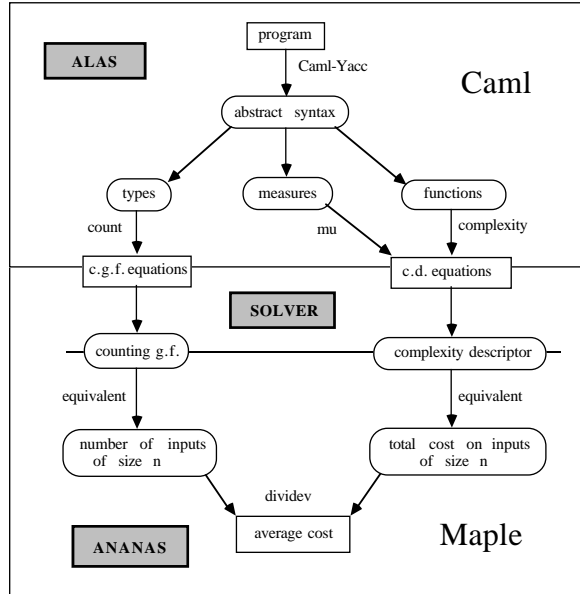 program
ALAS
Caml-Yacc
Caml
abstract syntax
types
measures
functions
count
mu
complexity
c.g.f. equations
c.d. equations
SOLVER
counting g.f.
complexity descriptor
equivalent
equivalent
number of inputs
of size n
total cost on inputs
of size n
dividev
average cost
Maple
ANANAS